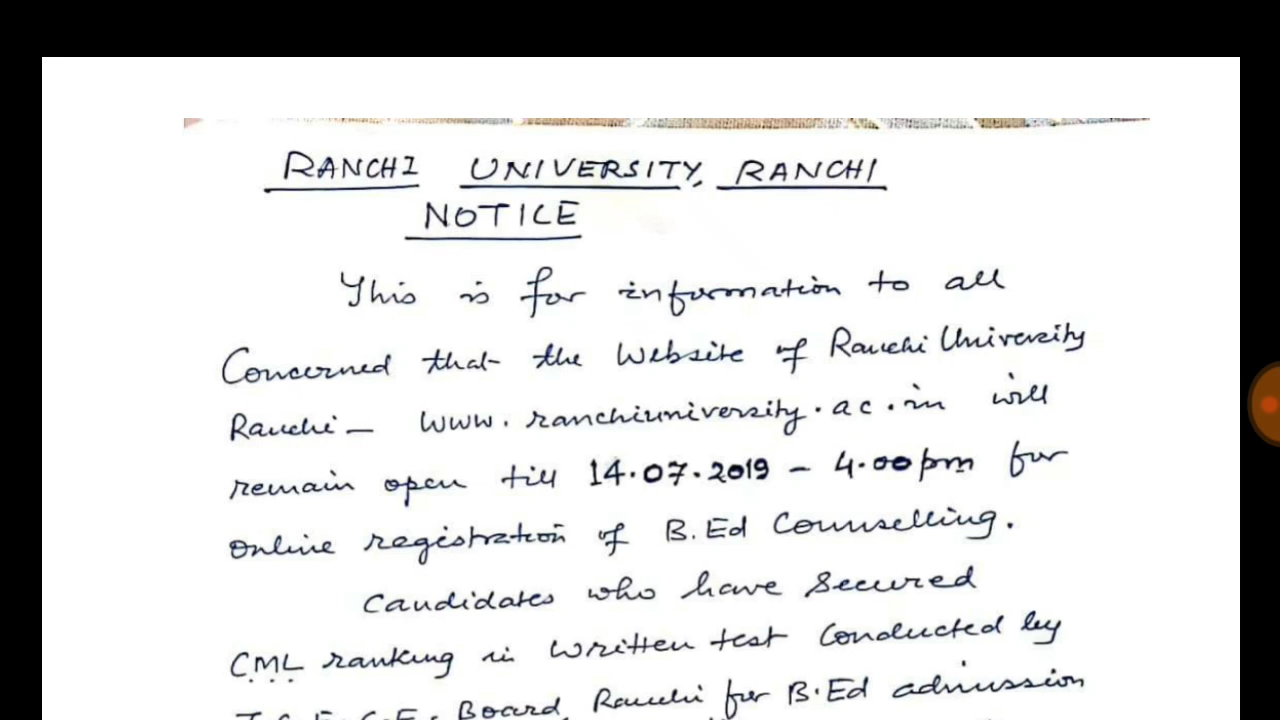 RANCHI UNIVERSITY, RANCHI
NOTICE
This is for information to all
Concerned that the Website of Ranchi University
Ranchi – www.ranchiuniversity.ac.in will
remain open till 14.07.2019 – 4.00pm for
online registration of B.Ed Counselling.
Candidates who have secured
CML ranking in written test conducted by
Board, Ranchi for B.Ed admission